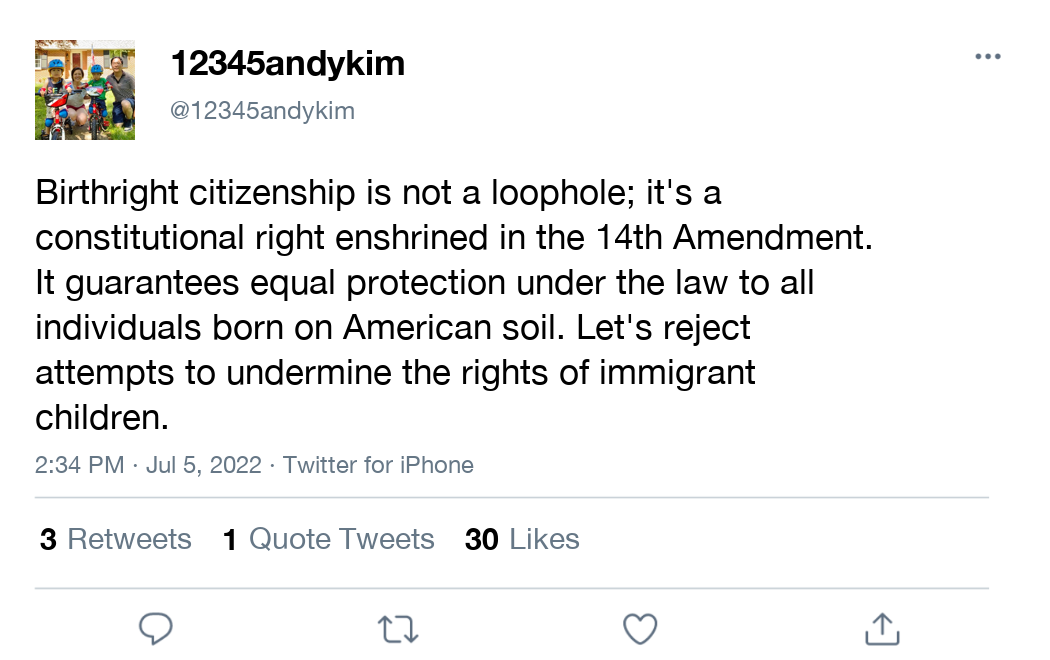 12345andykim
@12345andykim
Birthright citizenship is not a loophole; it's a
constitutional right enshrined in the 14th Amendment.
It guarantees equal protection under the law to all
individuals born on American soil. Let's reject
attempts to undermine the rights of immigrant
children.
2:34 PM · Jul 5, 2022 · Twitter for iPhone
3 Retweets 1 Quote Tweets 30 Likes